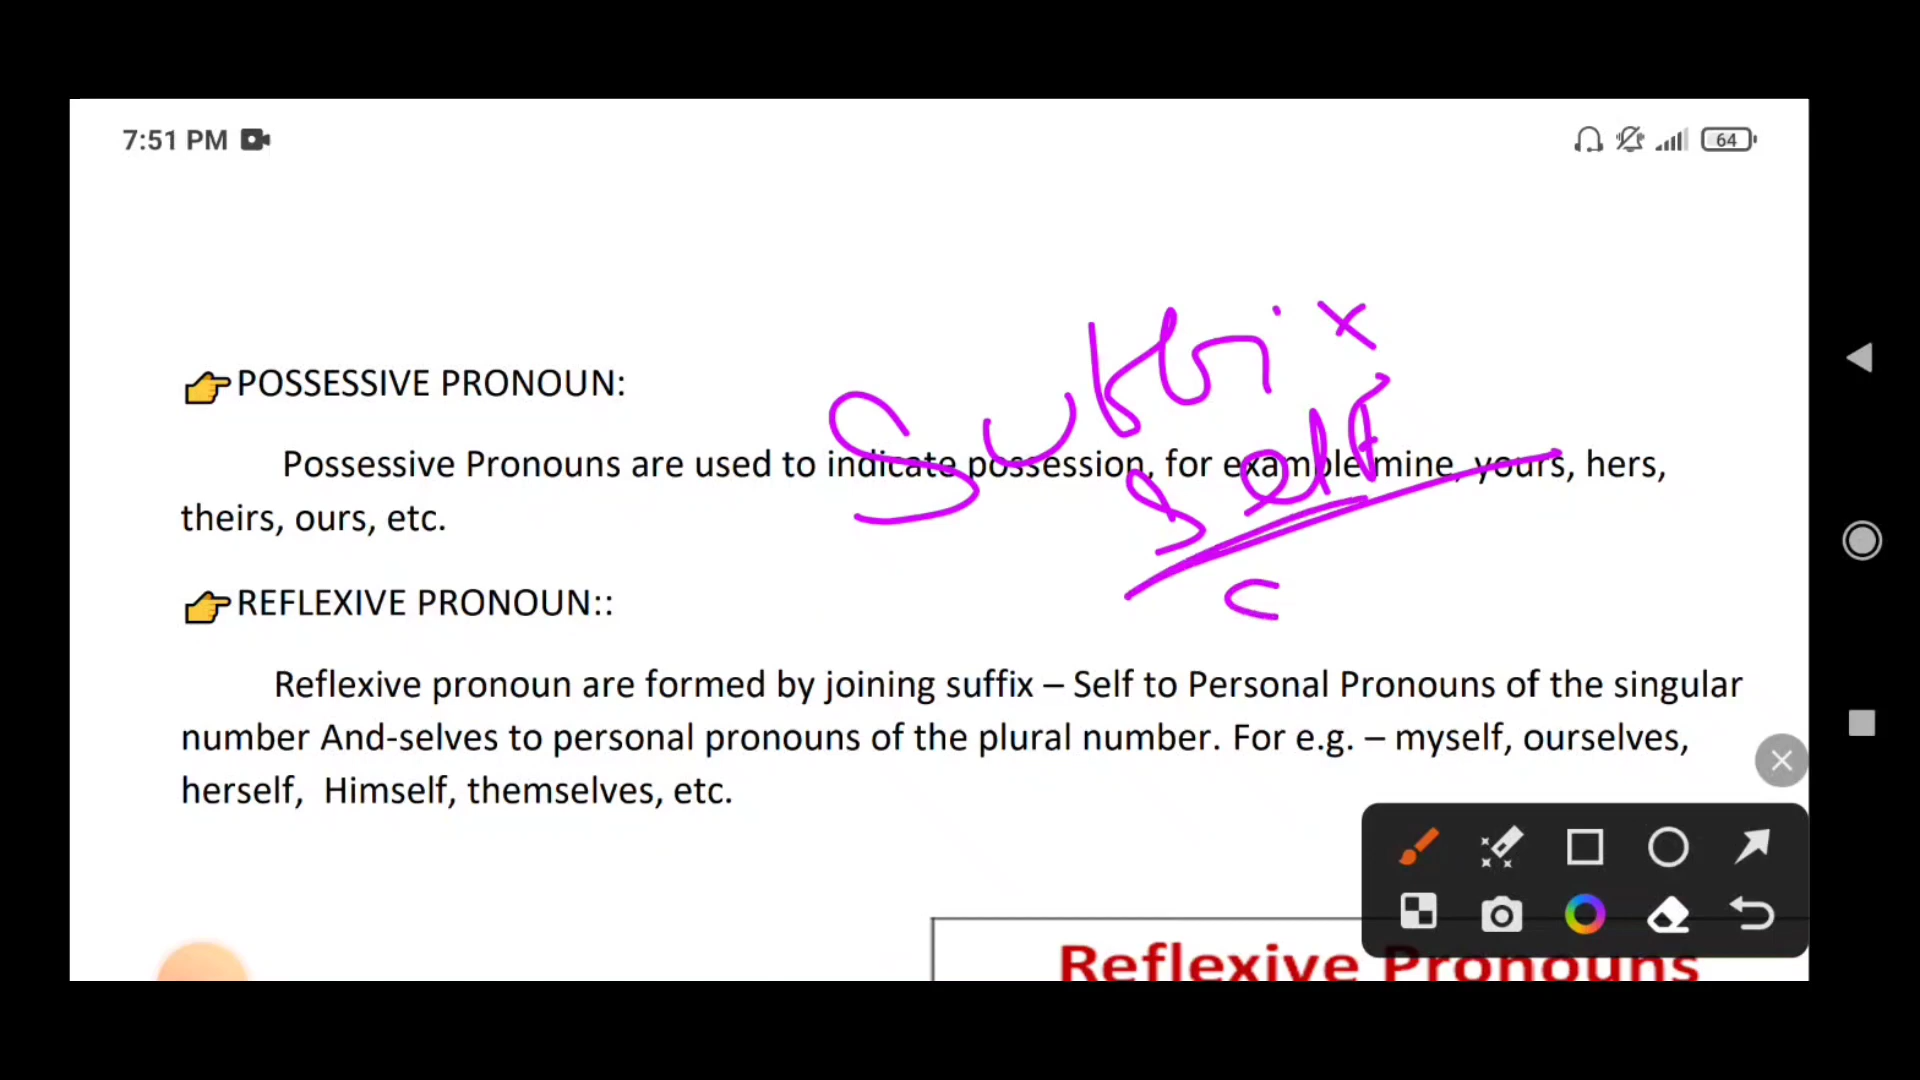 7:51 PM
64
Suffix
👉POSSESSIVE PRONOUN:
self
Possessive Pronouns are used to indicate possession, for example mine, yours, hers,
theirs, ours, etc.
👉REFLEXIVE PRONOUN::
Reflexive pronoun are formed by joining suffix – Self to Personal Pronouns of the singular
number And-selves to personal pronouns of the plural number. For e.g. – myself, ourselves,
herself, Himself, themselves, etc.
Reflexive Pronouns